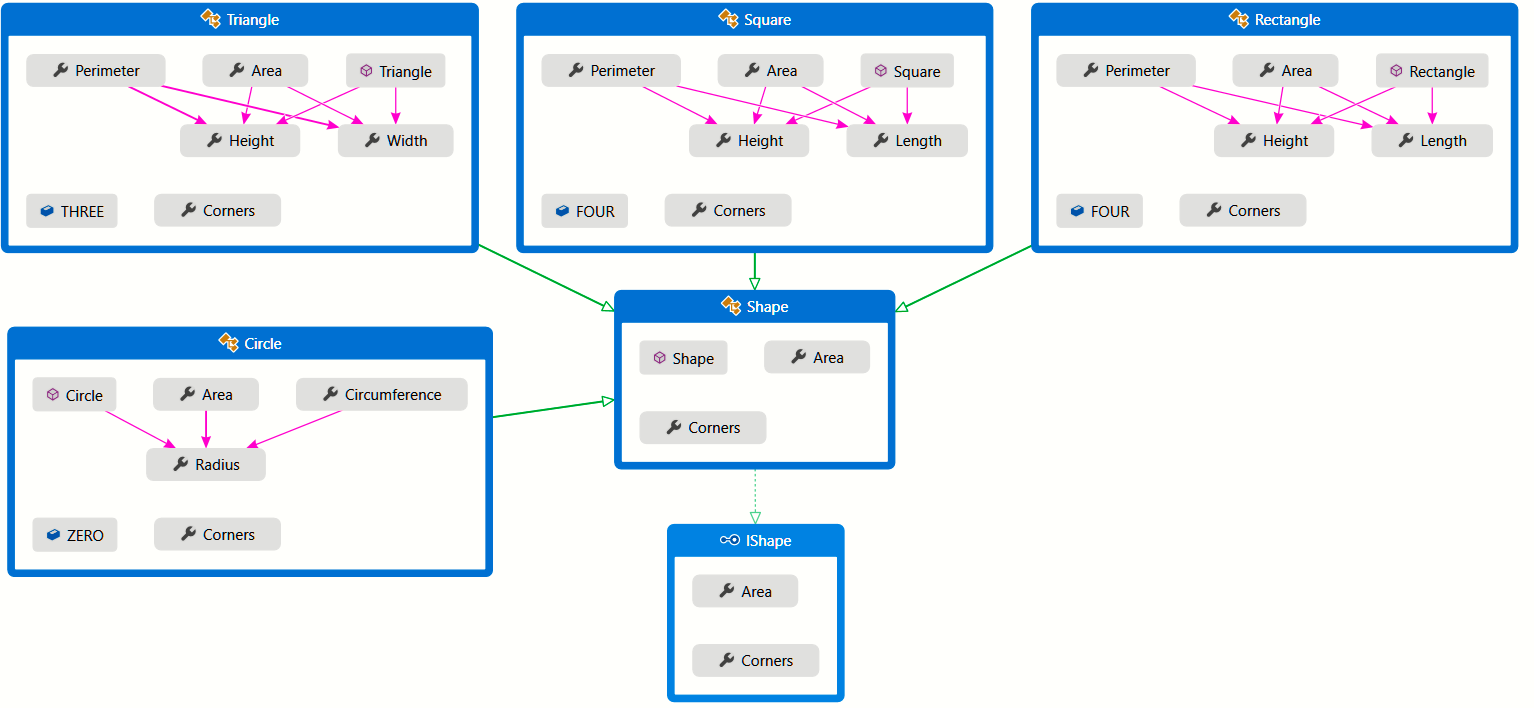 Triangle
Perimeter
Area
Triangle
Height
Width
THREE
Corners
Square
Perimeter
Area
Square
Height
Length
FOUR
Corners
Rectangle
Perimeter
Area
Rectangle
Height
Length
FOUR
Corners
Circle
Circle
Area
Circumference
Radius
ZERO
Corners
Shape
Shape
Area
Corners
IShape
Area
Corners